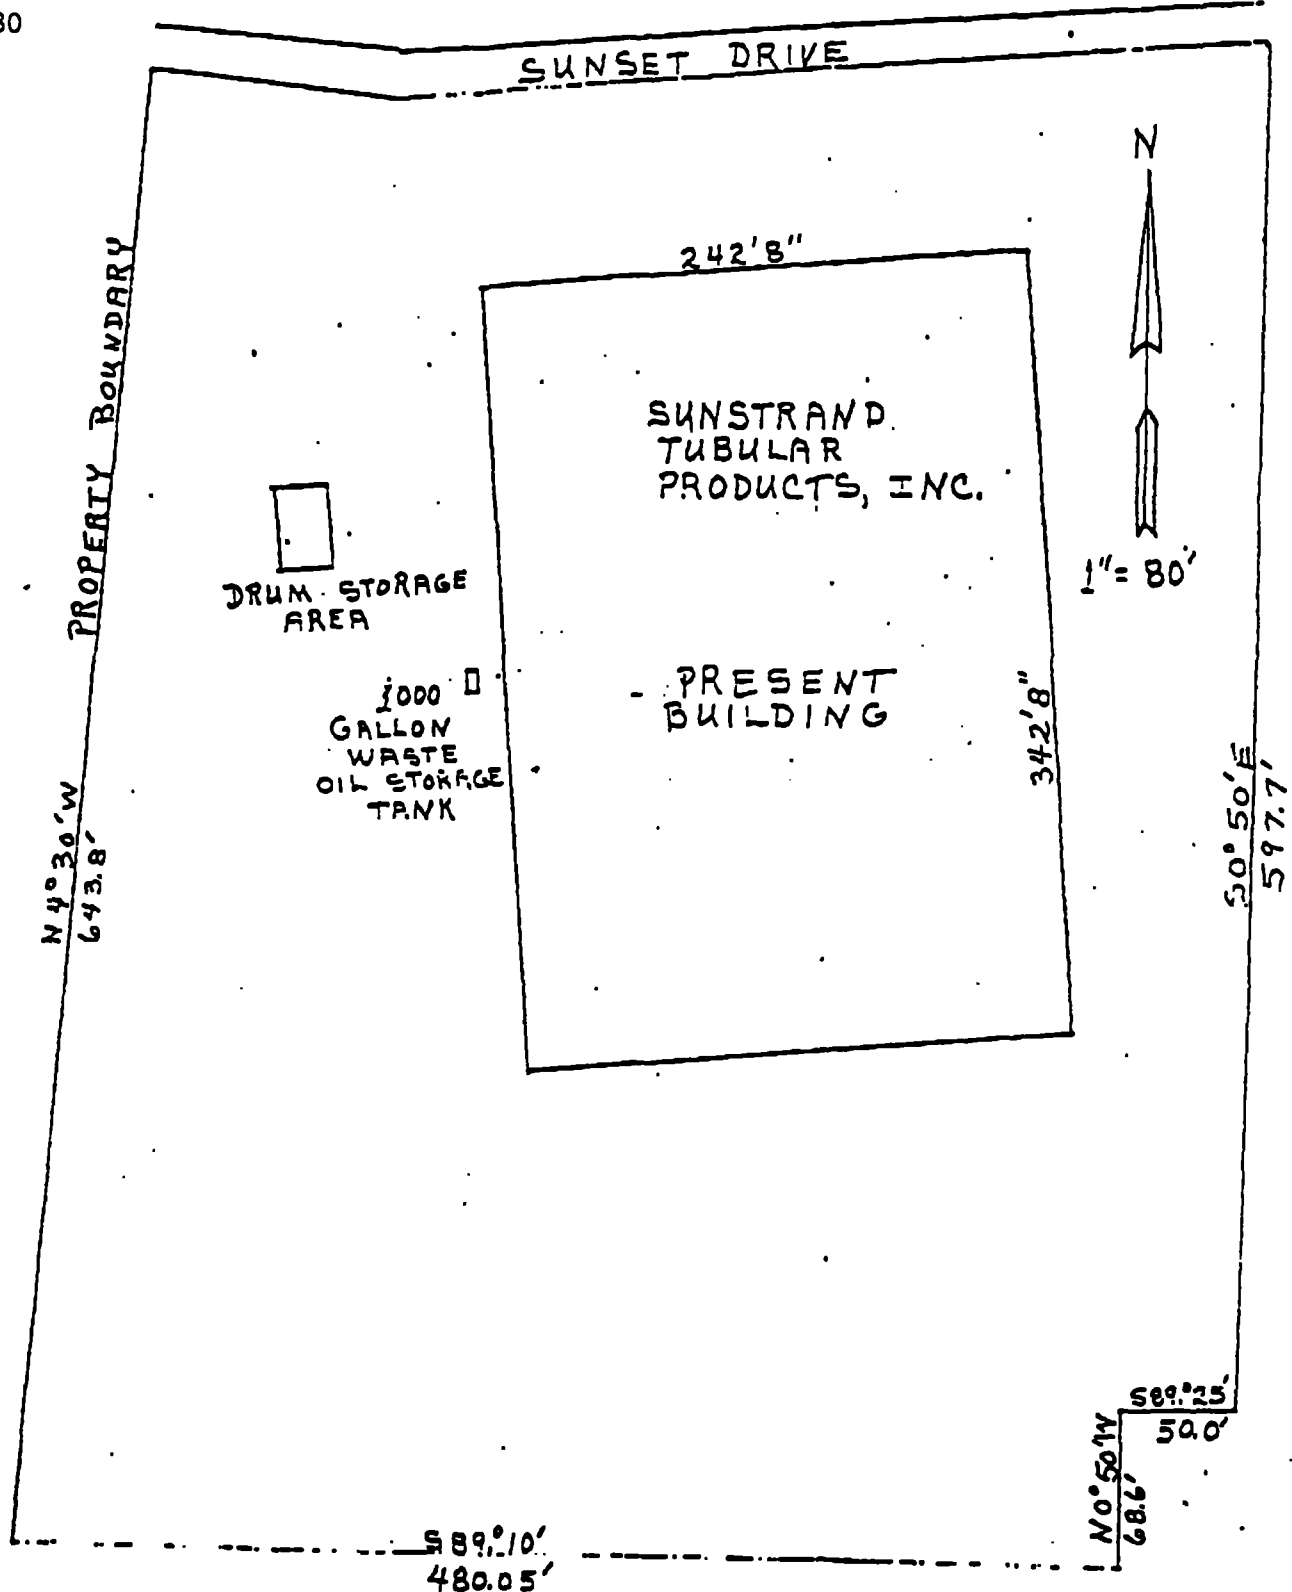 30
SUNSET DRIVE
N
242'8"
PROPERTY BOUNDARY
SUNSTRAND
TUBULAR
PRODUCTS, INC.
1"= 80'
DRUM STORAGE
AREA
1000
GALLON
WASTE
OIL STORAGE
TANK
PRESENT
BUILDING
342'8"
N 4°30'W
643.8'
S0°50'E
597.7'
S89°25'
50.0'
N0°50'W
68.6'
S89°10'
480.05'